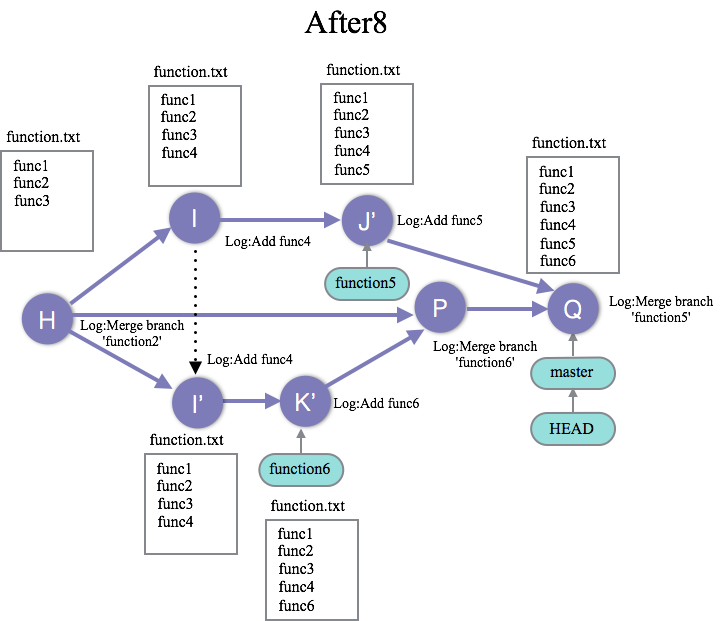 After8
function.txt
func1
func2
func3
function.txt
func1
func2
func3
func4
function.txt
func1
func2
func3
func4
func5
function.txt
func1
func2
func3
func4
func5
func6
I
Log:Add func4
J’
Log:Add func5
function5
H
Log:Merge branch
'function2'
P
Log:Merge branch
'function6'
Q
Log:Merge branch
'function5'
master
HEAD
Log:Add func4
I’
K’
Log:Add func6
function6
function.txt
func1
func2
func3
func4
function.txt
func1
func2
func3
func4
func6